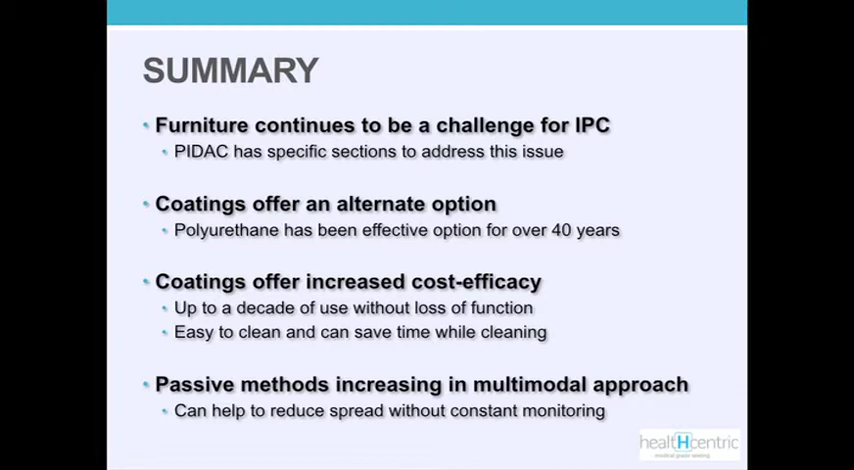 SUMMARY
• Furniture continues to be a challenge for IPC
• PIDAC has specific sections to address this issue
• Coatings offer an alternate option
• Polyurethane has been effective option for over 40 years
• Coatings offer increased cost-efficacy
• Up to a decade of use without loss of function
• Easy to clean and can save time while cleaning
• Passive methods increasing in multimodal approach
• Can help to reduce spread without constant monitoring
healtHcentric
medical grade seating